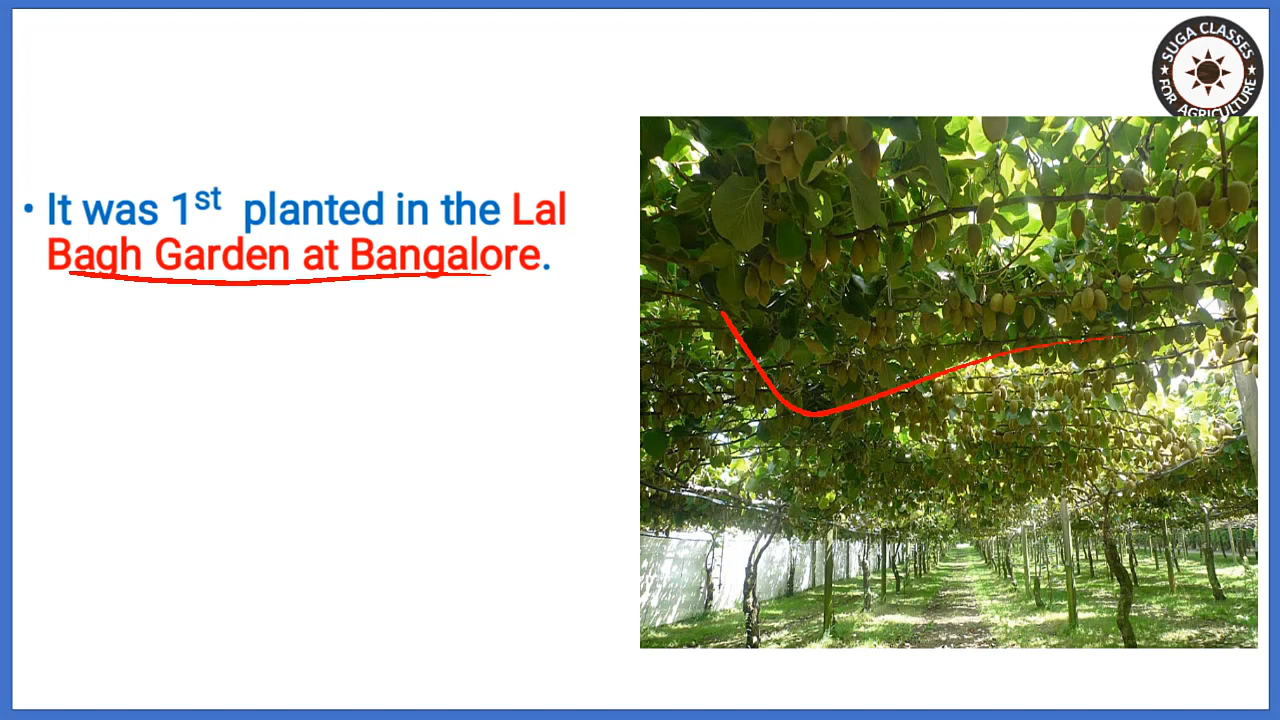 SUGA CLASSES
FOR AGRICULTURE
• It was 1st planted in the Lal
Bagh Garden at Bangalore.